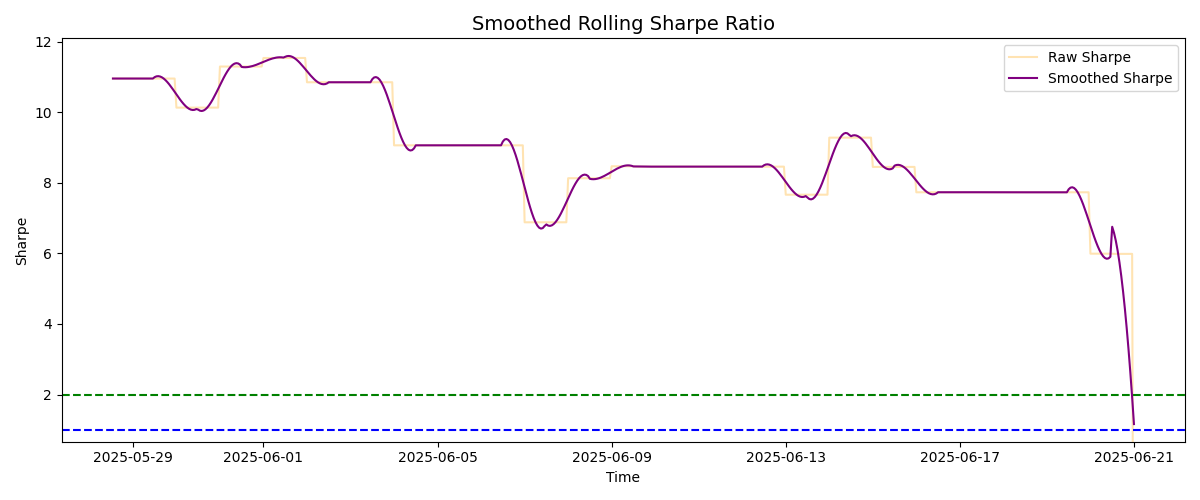 Smoothed Rolling Sharpe Ratio
12
10
8
6
4
2
Sharpe
Raw Sharpe
Smoothed Sharpe
2025-05-29 2025-06-01 2025-06-05 2025-06-09 2025-06-13 2025-06-17 2025-06-21
Time